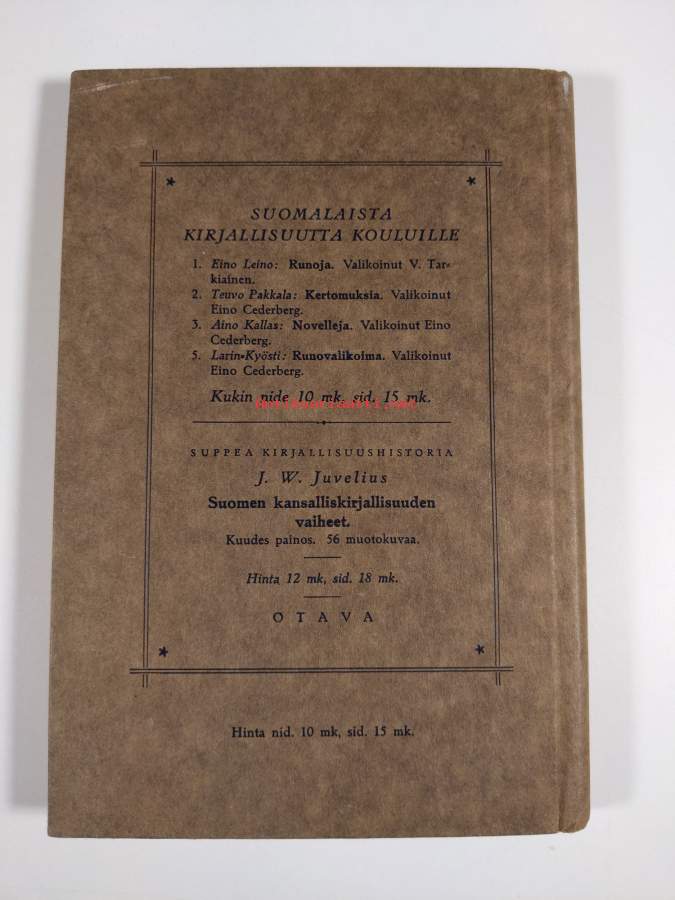 SUOMALAISTA
KIRJALLISUUTTA KOULUILLE
1. Eino Leino: Runoja. Valikoinut V. Tar-
kiainen.
2. Teuvo Pakkala: Kertomuksia. Valikoinut
Eino Cederberg.
3. Aino Kallas: Novelleja. Valikoinut Eino
Cederberg.
5. Larin-Kyösti: Runovalikoima. Valikoinut
Eino Cederberg.
Kukin nide 10 mk, sid. 15 mk.
SUPPEA KIRJALLISUUSHISTORIA
J. W. Juvelius
Suomen kansalliskirjallisuuden
vaiheet.
Kuudes painos. 56 muotokuvaa.
Hinta 12 mk, sid. 18 mk.
OTAVA
Hinta nid. 10 mk, sid. 15 mk.